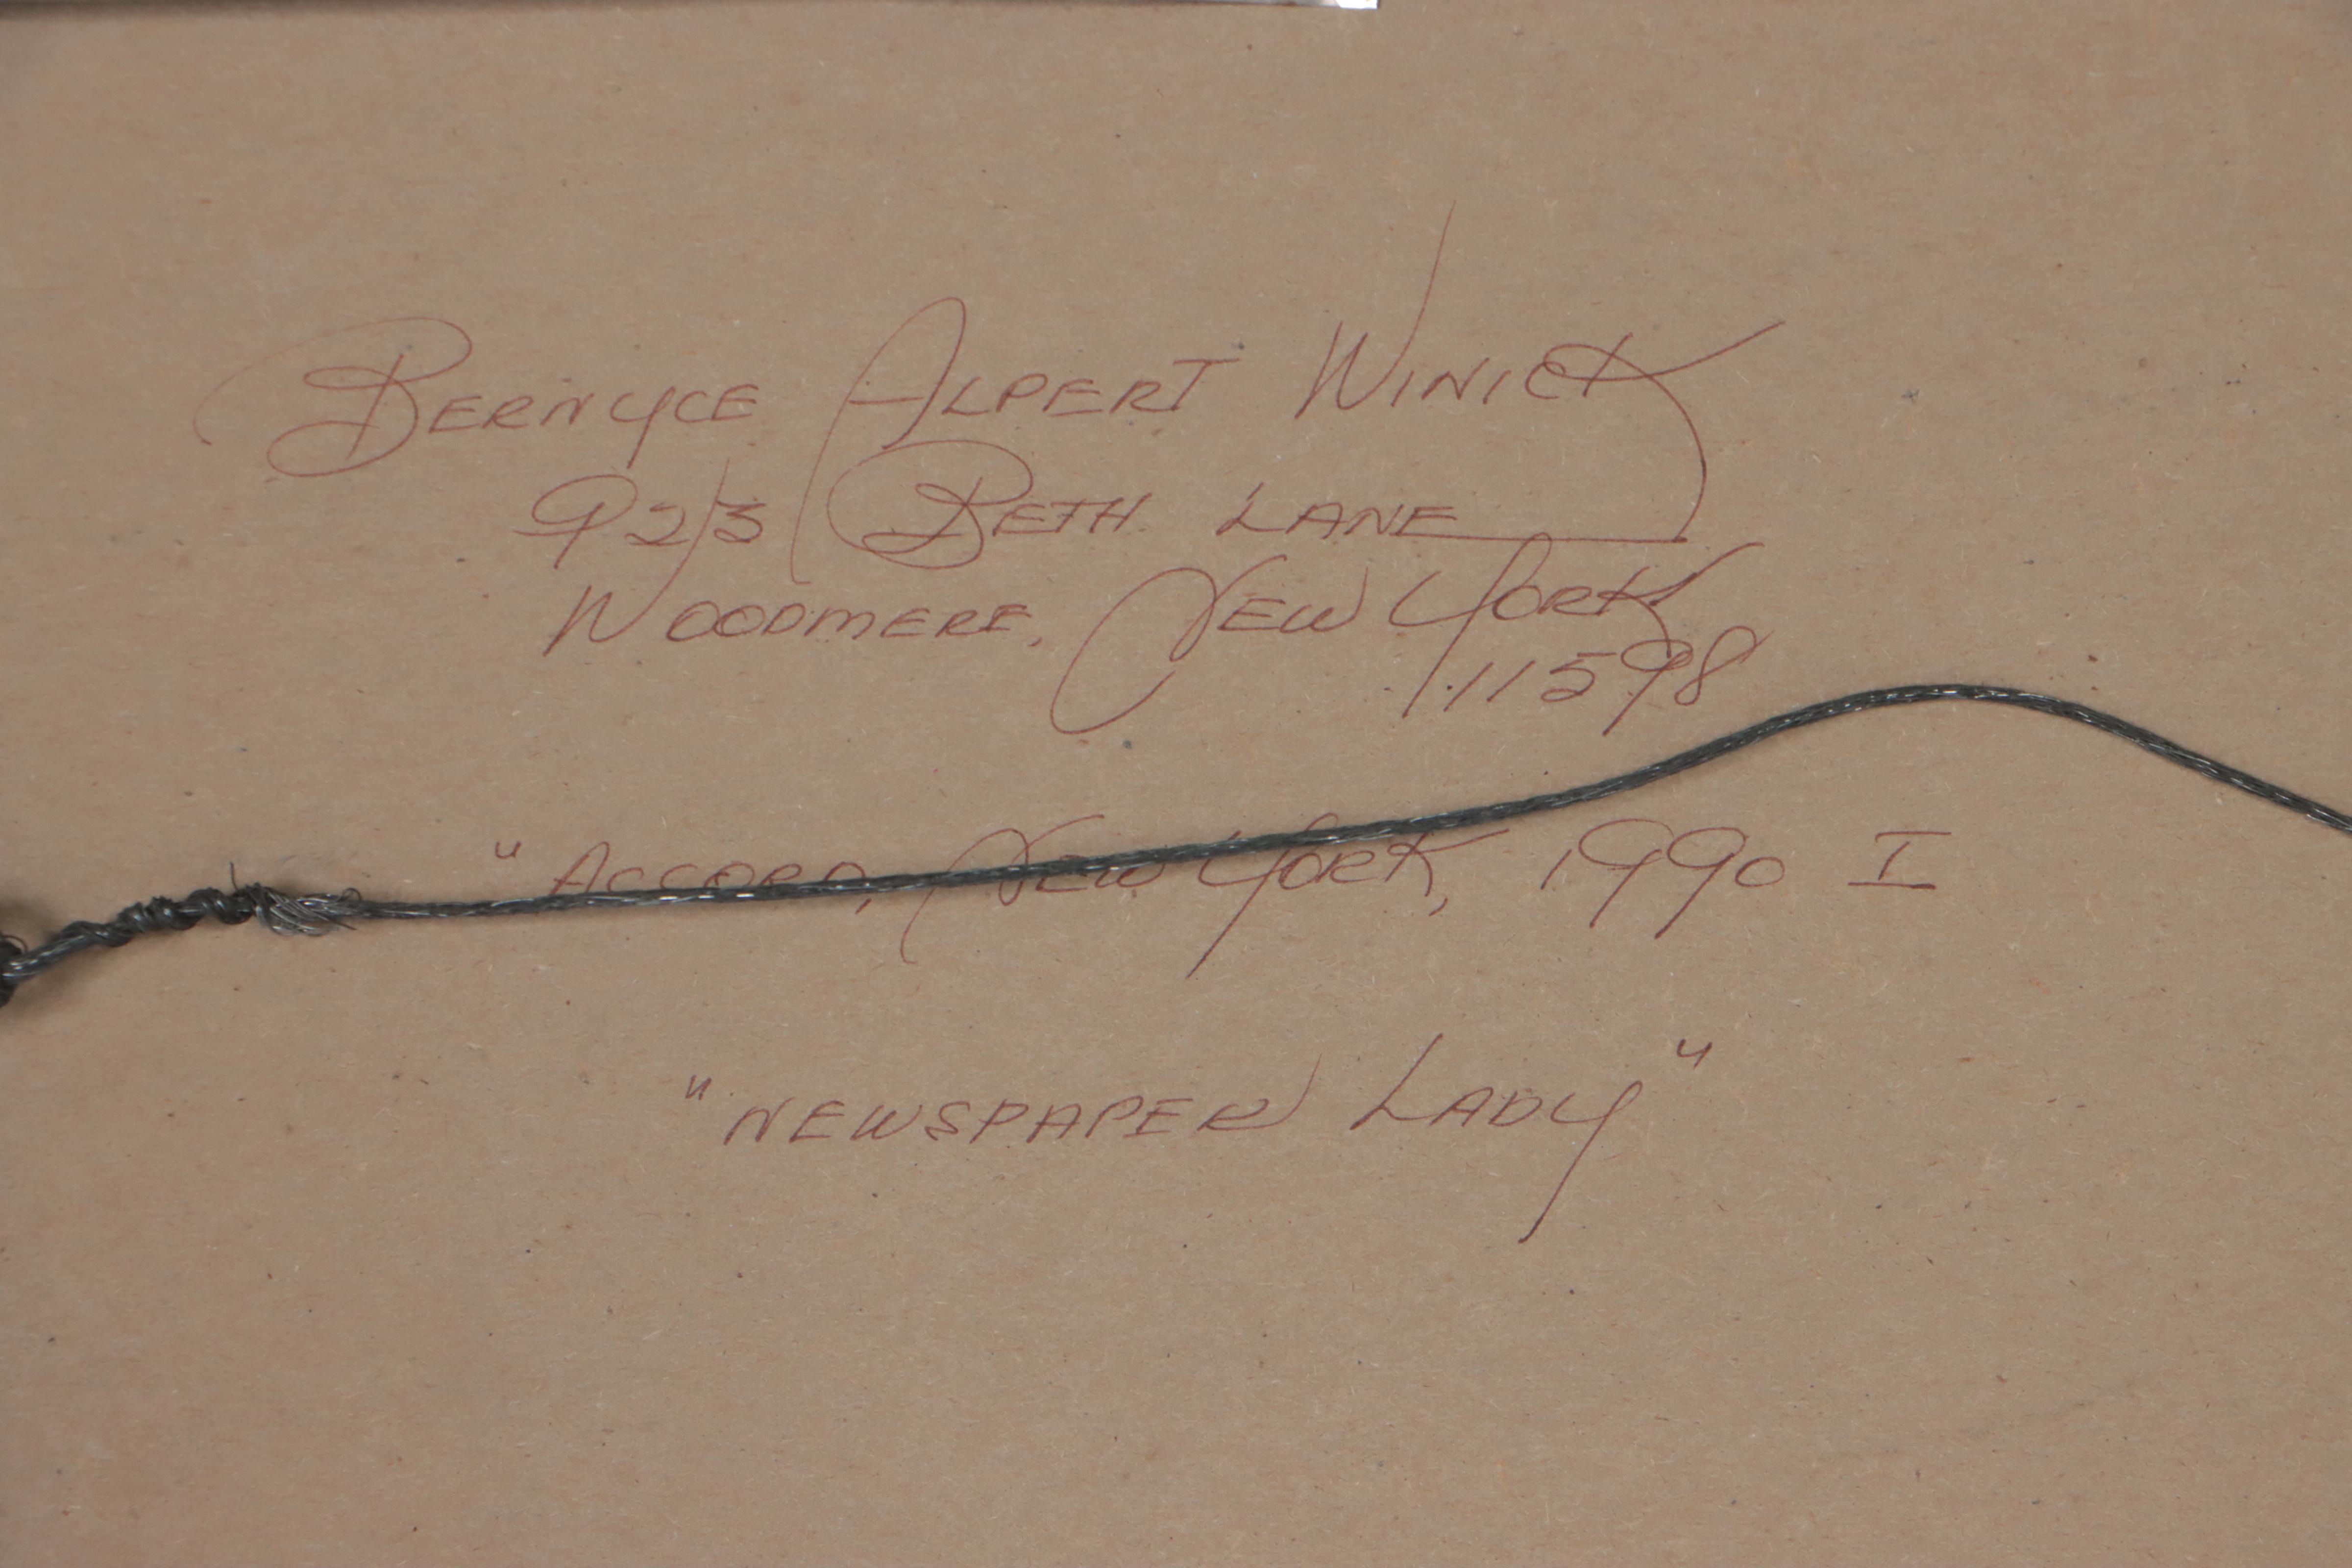 BERNYCE ALPERT WINICK
923 BETH LANE
WOODMERE, NEW YORK
11598
"ACCORD, NEW YORK, 1990 I
"NEWSPAPER LADY"